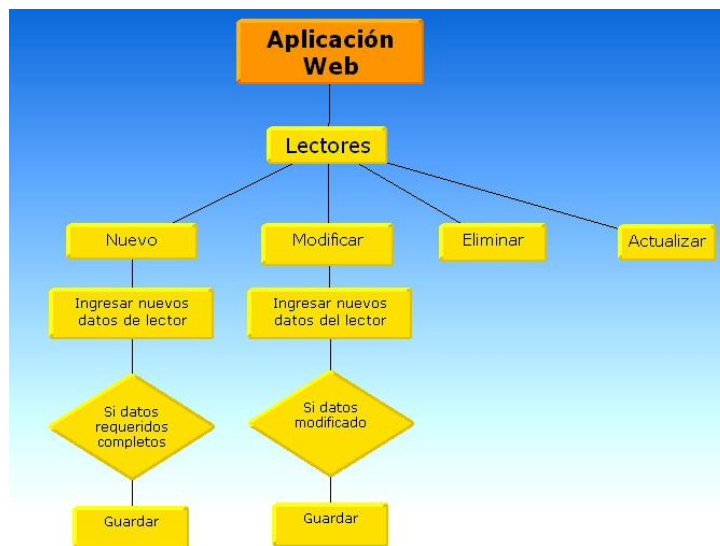 Aplicación
Web
Lectores
Nuevo
Modificar
Eliminar
Actualizar
Ingresar nuevos
datos de lector
Ingresar nuevos
datos del lector
Si datos
requeridos
completos
Si datos
modificado
Guardar
Guardar